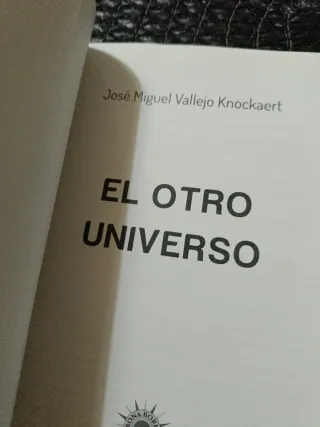 José Miguel Vallejo Knockaert
EL OTRO
UNIVERSO